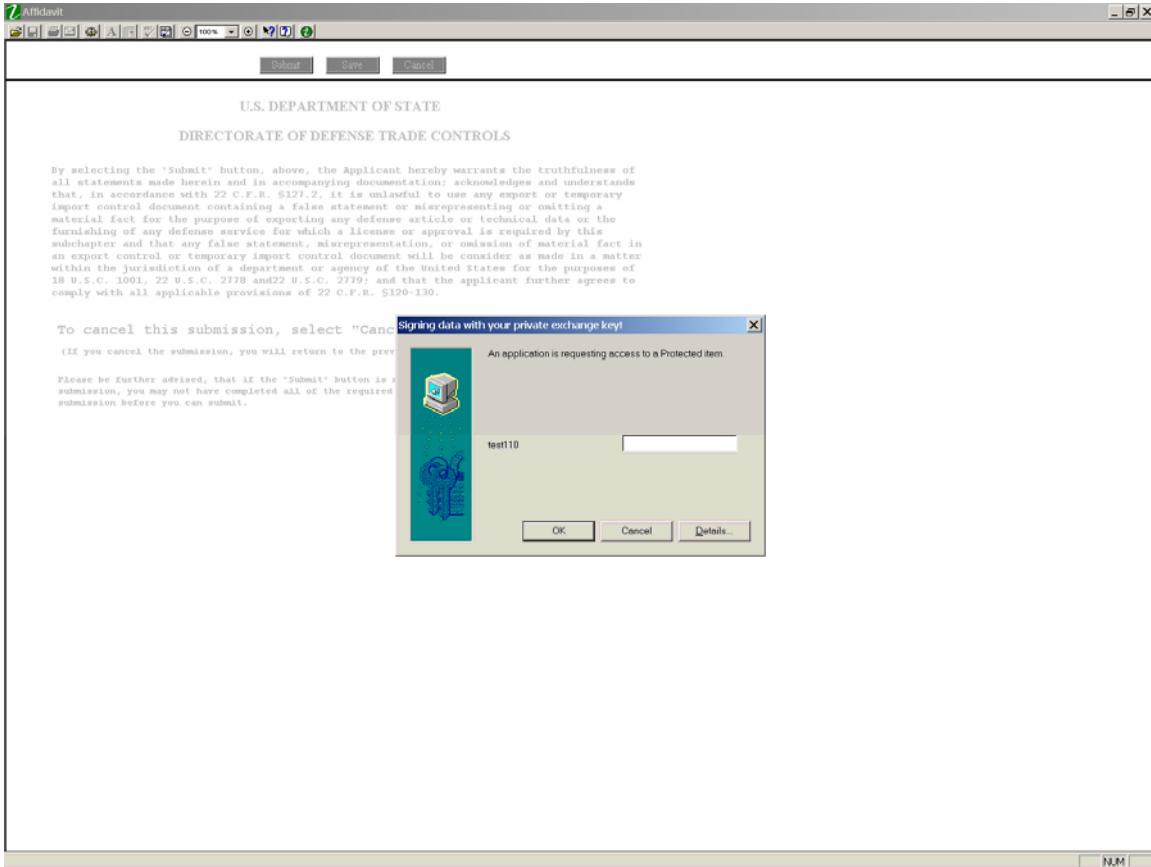 Affidavit
100%
Submit Save Cancel
U.S. DEPARTMENT OF STATE
DIRECTORATE OF DEFENSE TRADE CONTROLS
By selecting the "Submit" button, above, the Applicant hereby warrants the truthfulness of
all statements made herein and in accompanying documentation; acknowledges and understands
that, in accordance with 22 C.F.R. §127.2, it is unlawful to use any export or temporary
import control document containing a false statement or misrepresenting or omitting a
material fact for the purpose of exporting any defense article or technical data or the
furnishing of any defense service for which a license or approval is required by this
subchapter and that any false statement, misrepresentation, or omission of material fact in
an export control or temporary import control document will be consider as made in a matter
within the jurisdiction of a department or agency of the United States for the purposes of
18 U.S.C. 1001, 22 U.S.C. 2778 and22 U.S.C. 2779; and that the applicant further agrees to
comply with all applicable provisions of 22 C.F.R. §120-130.
To cancel this submission, select "Canc
(If you cancel the submission, you will return to the prev
Please be further advised, that if the "Submit" button is
submission, you may not have completed all of the required
submission before you can submit.
Signing data with your private exchange key!
An application is requesting access to a Protected item.
test110
OK Cancel Details...
NUM